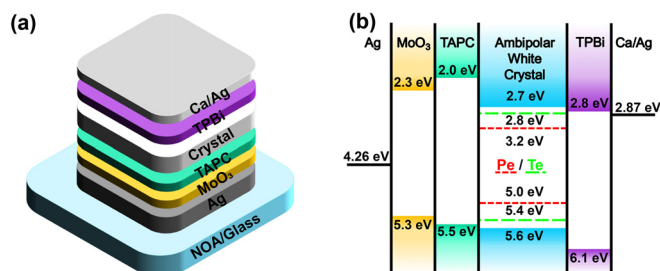 (a)
Ca/Ag
TPBi
Crystal
TAPC
MoO₃
Ag
NOA/Glass
(b)
Ag
MoO₃
TAPC
Ambipolar
White
Crystal
TPBi
Ca/Ag
2.3 eV
2.0 eV
2.7 eV
2.8 eV
2.87 eV
2.8 eV
3.2 eV
4.26 eV
Pe / Te
5.0 eV
5.3 eV
5.5 eV
5.4 eV
5.6 eV
6.1 eV